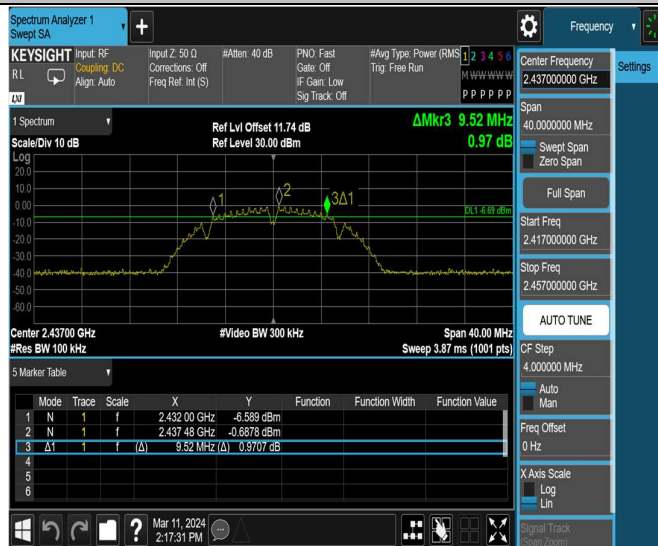 Spectrum Analyzer 1
Swept SA
Frequency
KEYSIGHT
RL
LXI
Input: RF
Coupling: DC
Align: Auto
Input Z: 50 Ω
Corrections: Off
Freq Ref: Int (S)
#Atten: 40 dB
PNO: Fast
Gate: Off
IF Gain: Low
Sig Track: Off
#Avg Type: Power (RMS
Trig: Free Run
1 2 3 4 5 6
M W W W W W
P P P P P P
1 Spectrum
Scale/Div 10 dB
Ref Lvl Offset 11.74 dB
Ref Level 30.00 dBm
ΔMkr3 9.52 MHz
0.97 dB
Log
20.0
10.0
0.00
-10.0
-20.0
-30.0
-40.0
-50.0
-60.0
1
2
3Δ1
DL1 -6.69 dBm
Center 2.43700 GHz
#Res BW 100 kHz
#Video BW 300 kHz
Span 40.00 MHz
Sweep 3.87 ms (1001 pts)
5 Marker Table
Mode Trace Scale X Y Function Function Width Function Value
1 N 1 f 2.432 00 GHz -6.589 dBm
2 N 1 f 2.437 48 GHz -0.6878 dBm
3 Δ1 1 f (Δ) 9.52 MHz (Δ) 0.9707 dB
4
5
6
Mar 11, 2024
2:17:31 PM
Center Frequency
2.437000000 GHz
Settings
Span
40.0000000 MHz
Swept Span
Zero Span
Full Span
Start Freq
2.417000000 GHz
Stop Freq
2.457000000 GHz
AUTO TUNE
CF Step
4.000000 MHz
Auto
Man
Freq Offset
0 Hz
X Axis Scale
Log
Lin
Signal Track
(Span Zoom)